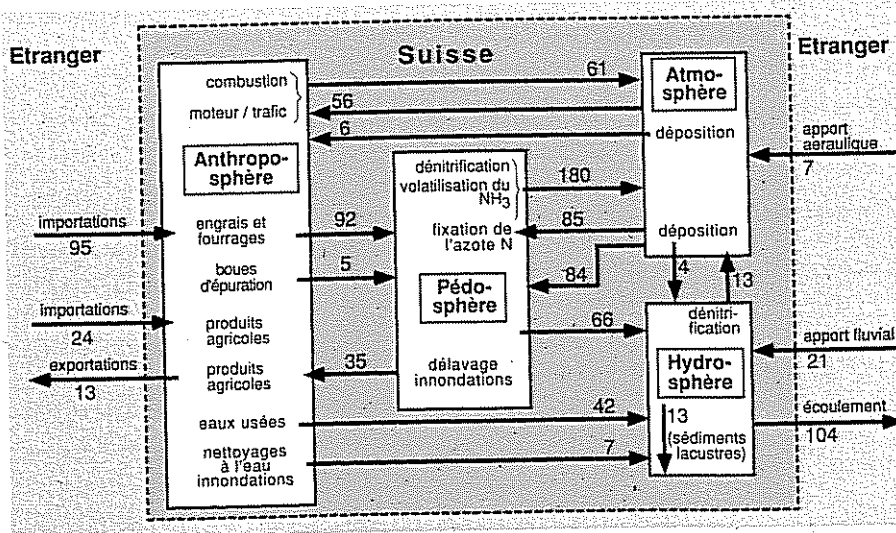 Etranger
Suisse
Etranger
combustion
moteur / trafic
61
56
6
Atmo-
sphère
déposition
apport
aeraulique
7
Anthropo-
sphère
dénitrification
volatilisation du
NH3
180
importations
95
engrais et
fourrages
92
fixation de
l'azote N
85
déposition
boues
d'épuration
5
84
4
13
Pédo-
sphère
importations
24
produits
agricoles
66
dénitri-
fication
apport fluvial
21
exportations
13
produits
agricoles
35
délavage
innondations
Hydro-
sphère
eaux usées
42
13
(sédiments
lacustres)
écoulement
104
nettoyages
à l'eau
innondations
7